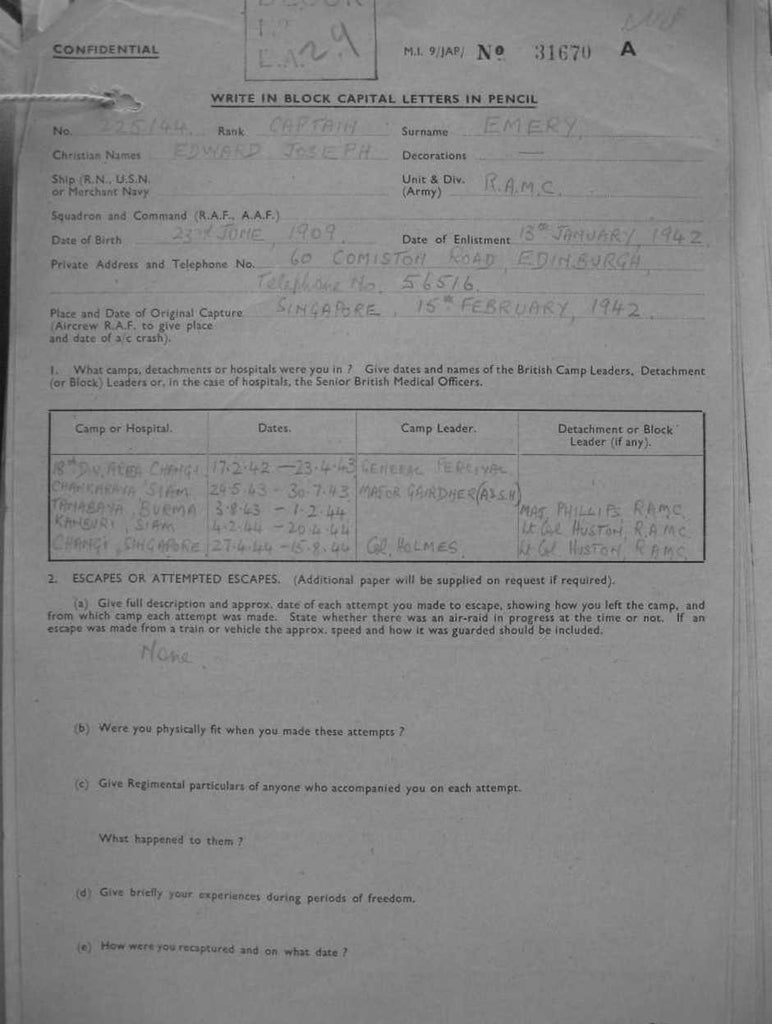 E.A. 29
CONFIDENTIAL M.I. 9/JAP/ No 31670 A
WRITE IN BLOCK CAPITAL LETTERS IN PENCIL
No. 225144 Rank CAPTAIN Surname EMERY
Christian Names EDWARD JOSEPH Decorations —
Ship (R.N., U.S.N. or Merchant Navy Unit & Div. (Army) R.A.M.C.
Squadron and Command (R.A.F., A.A.F.)
Date of Birth 23rd JUNE, 1909. Date of Enlistment 13th JANUARY, 1942.
Private Address and Telephone No. 60 COMISTON ROAD, EDINBURGH,
Telephone No. 56516.
Place and Date of Original Capture SINGAPORE, 15th FEBRUARY, 1942.
(Aircrew R.A.F. to give place
and date of a/c crash).
1. What camps, detachments or hospitals were you in ? Give dates and names of the British Camp Leaders, Detachment
(or Block) Leaders or, in the case of hospitals, the Senior British Medical Officers.
Camp or Hospital. Dates. Camp Leader. Detachment or Block Leader (if any).
18th DIV. AREA CHANGI 17.2.42 — 23.4.43 GENERAL PERCIVAL
CHANKARAIA SIAM 24.5.43 — 30.7.43 MAJOR GAIRDNER (A&S.H)
TANABAYA, BURMA 3.8.43 — 1.2.44 MAJ. PHILLIPS R.A.M.C.
KANBURI, SIAM 4.2.44 — 20.4.44 Lt Col HUSTON, R.A.M.C.
CHANGI, SINGAPORE 27.4.44 — 15.8.44 Col. HOLMES. Lt Col HUSTON, R.A.M.C.
2. ESCAPES OR ATTEMPTED ESCAPES. (Additional paper will be supplied on request if required).
(a) Give full description and approx. date of each attempt you made to escape, showing how you left the camp, and
from which camp each attempt was made. State whether there was an air-raid in progress at the time or not. If an
escape was made from a train or vehicle the approx. speed and how it was guarded should be included.
None.
(b) Were you physically fit when you made these attempts ?
(c) Give Regimental particulars of anyone who accompanied you on each attempt.
What happened to them ?
(d) Give briefly your experiences during periods of freedom.
(e) How were you recaptured and on what date ?